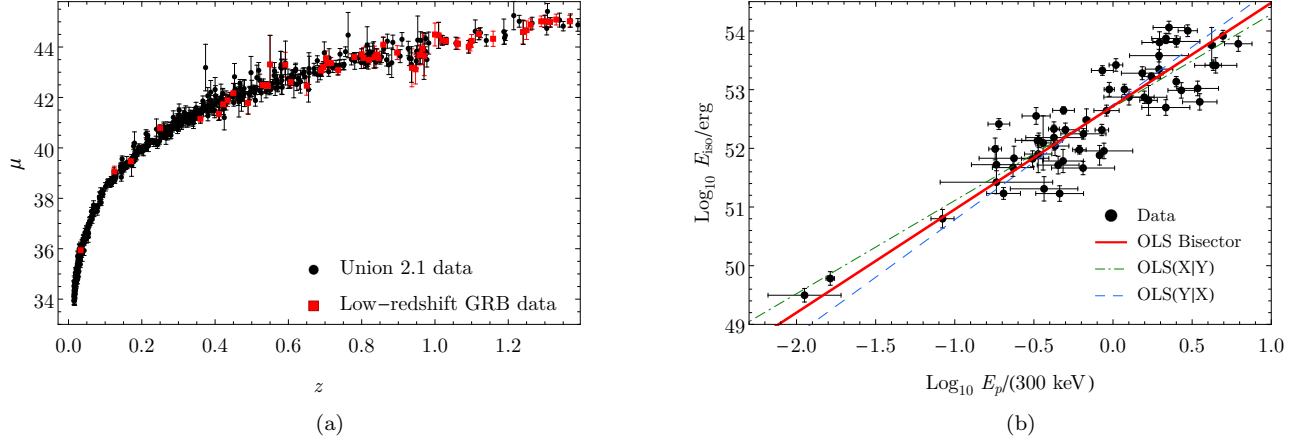 44
42
40
μ
38
36
34
Union 2.1 data
Low-redshift GRB data
0.0 0.2 0.4 0.6 0.8 1.0 1.2
z
(a)
54
53
52
51
50
49
Log₁₀ E_iso/erg
Data
OLS Bisector
OLS(X|Y)
OLS(Y|X)
−2.0 −1.5 −1.0 −0.5 0.0 0.5 1.0
Log₁₀ E_p/(300 keV)
(b)